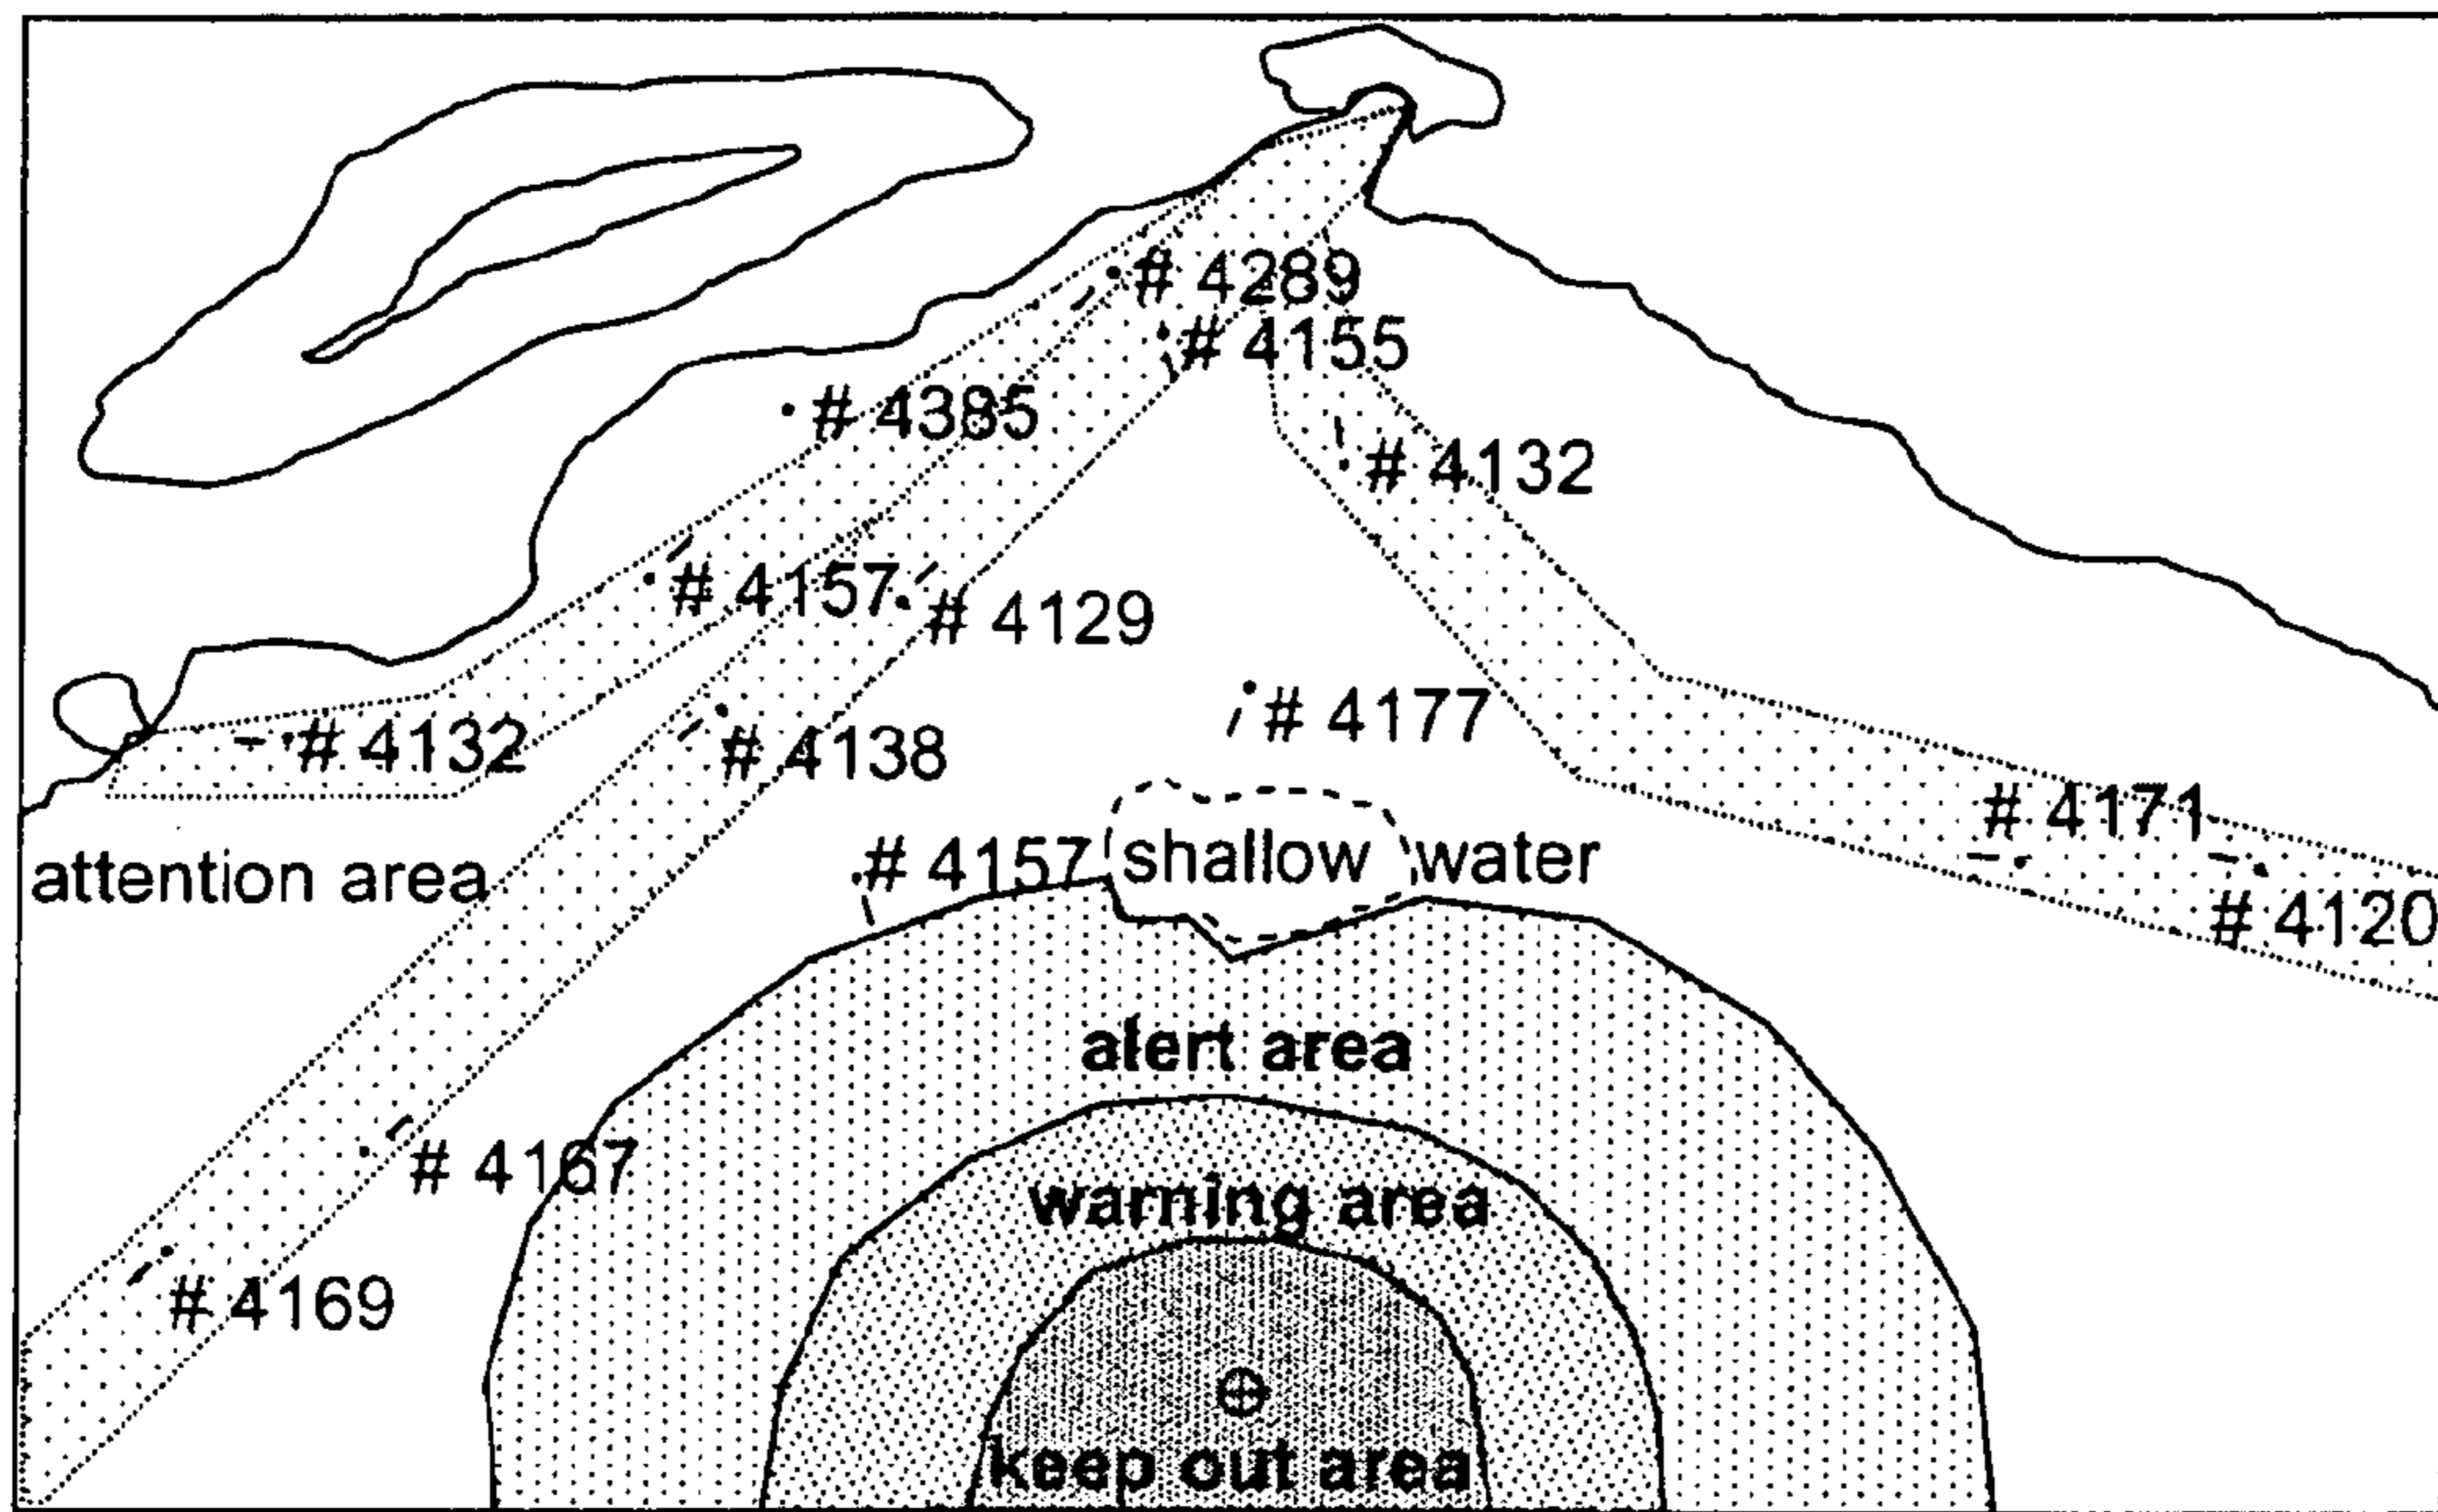 # 4289
# 4155
# 4385
# 4132
# 4157
# 4129
# 4177
# 4132
# 4138
# 4171
shallow water
# 4157
attention area
# 4120
alert area
# 4167
warning area
# 4169
keep out area